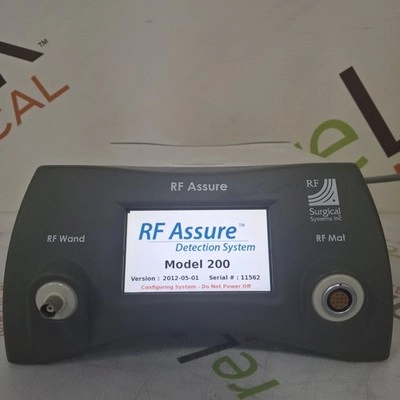 RF Assure
RF
Surgical
Systems Inc
RF Wand
RF Mat
RF Assure™
Detection System
Model 200
Version : 2012-05-01 Serial # : 11562
Configuring System - Do Not Power Off